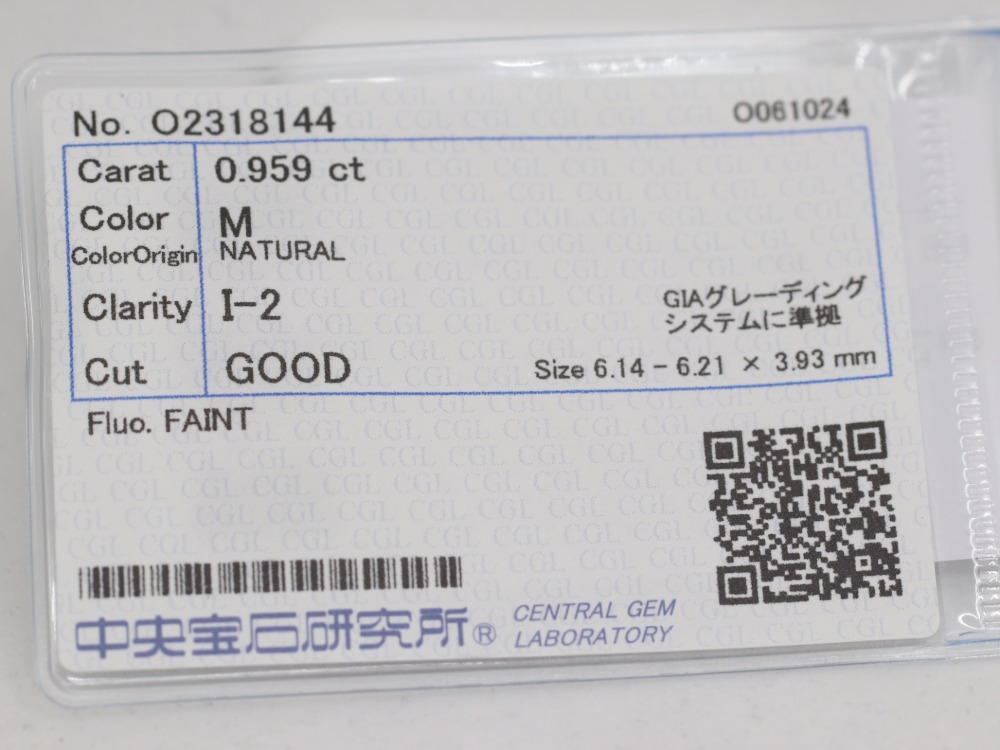 No. O2318144
O061024
Carat 0.959 ct
Color M
ColorOrigin NATURAL
Clarity I-2
GIAグレーディング
システムに準拠
Cut GOOD
Size 6.14 - 6.21 × 3.93 mm
Fluo. FAINT
中央宝石研究所® CENTRAL GEM
LABORATORY